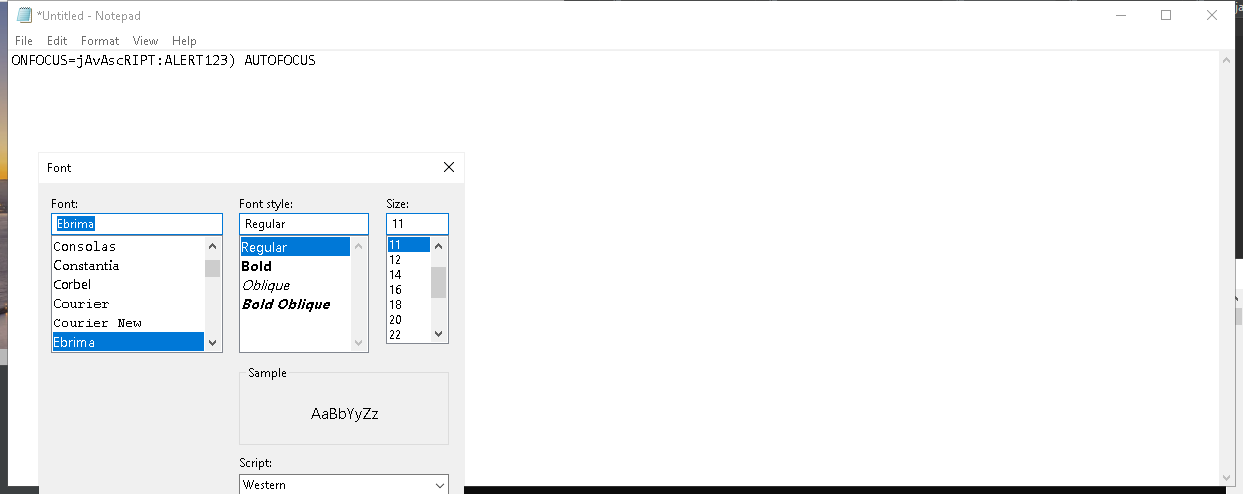 *Untitled - Notepad
File Edit Format View Help
ONFOCUS=jAvAscRIPT:ALERT123) AUTOFOCUS
Font
Font: Font style: Size:
Ebrima Regular 11
Consolas Regular 11
Constantia Bold 12
Corbel Oblique 14
Courier Bold Oblique 16
Courier New 18
Ebrima 20
22
Sample
AaBbYyZz
Script:
Western